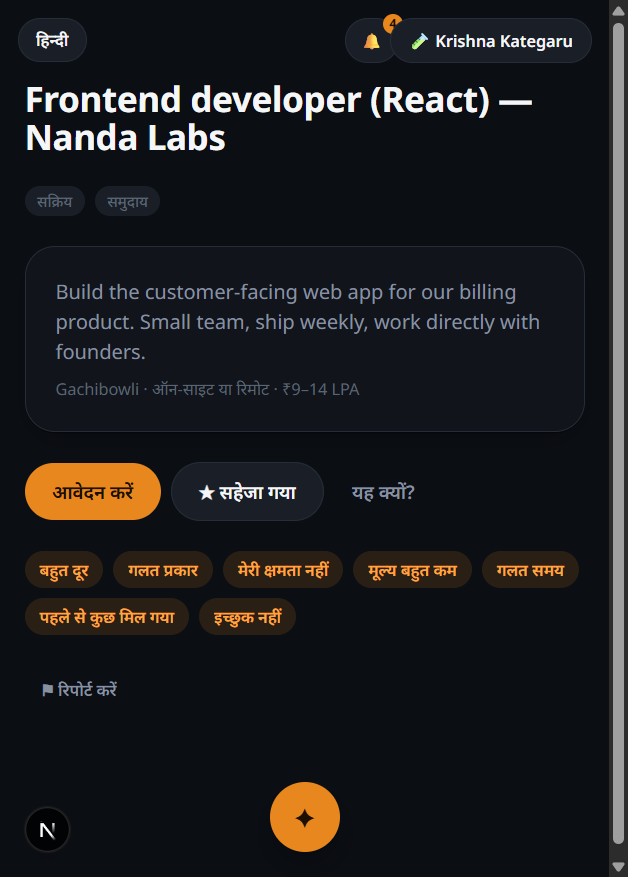 हिन्दी
4
Krishna Kategaru
Frontend developer (React) —
Nanda Labs
सक्रिय
समुदाय
Build the customer-facing web app for our billing
product. Small team, ship weekly, work directly with
founders.
Gachibowli · ऑन-साइट या रिमोट · ₹9–14 LPA
आवेदन करें
★ सहेजा गया
यह क्यों?
बहुत दूर
गलत प्रकार
मेरी क्षमता नहीं
मूल्य बहुत कम
गलत समय
पहले से कुछ मिल गया
इच्छुक नहीं
⚑ रिपोर्ट करें
N